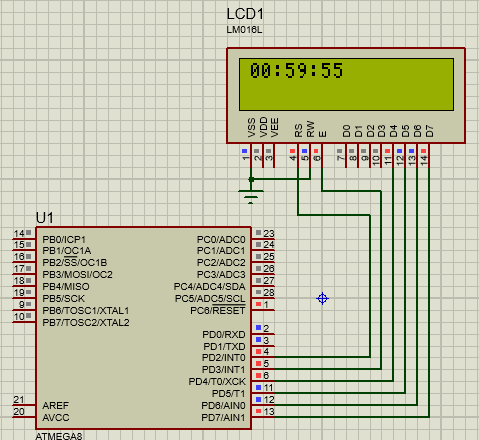 LCD1
LM016L
00:59:55
VSS
VDD
VEE
RS
RW
E
D0
D1
D2
D3
D4
D5
D6
D7
1
2
3
4
5
6
7
8
9
10
11
12
13
14
U1
14 PB0/ICP1
15 PB1/OC1A
16 PB2/SS/OC1B
17 PB3/MOSI/OC2
18 PB4/MISO
19 PB5/SCK
9 PB6/TOSC1/XTAL1
10 PB7/TOSC2/XTAL2
21 AREF
20 AVCC
PC0/ADC0 23
PC1/ADC1 24
PC2/ADC2 25
PC3/ADC3 26
PC4/ADC4/SDA 27
PC5/ADC5/SCL 28
PC6/RESET 1
PD0/RXD 2
PD1/TXD 3
PD2/INT0 4
PD3/INT1 5
PD4/T0/XCK 6
PD5/T1 11
PD6/AIN0 12
PD7/AIN1 13
ATMEGA8